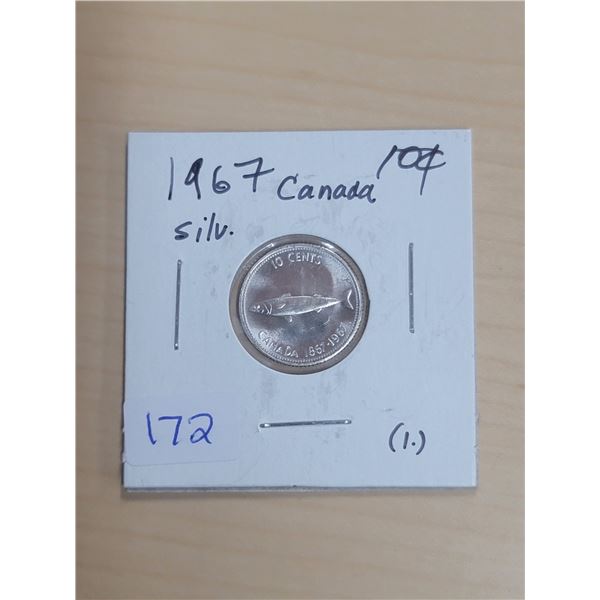 1967 Canada 10¢
silv.
10 CENTS
CANADA 1867-1967
172
(1.)